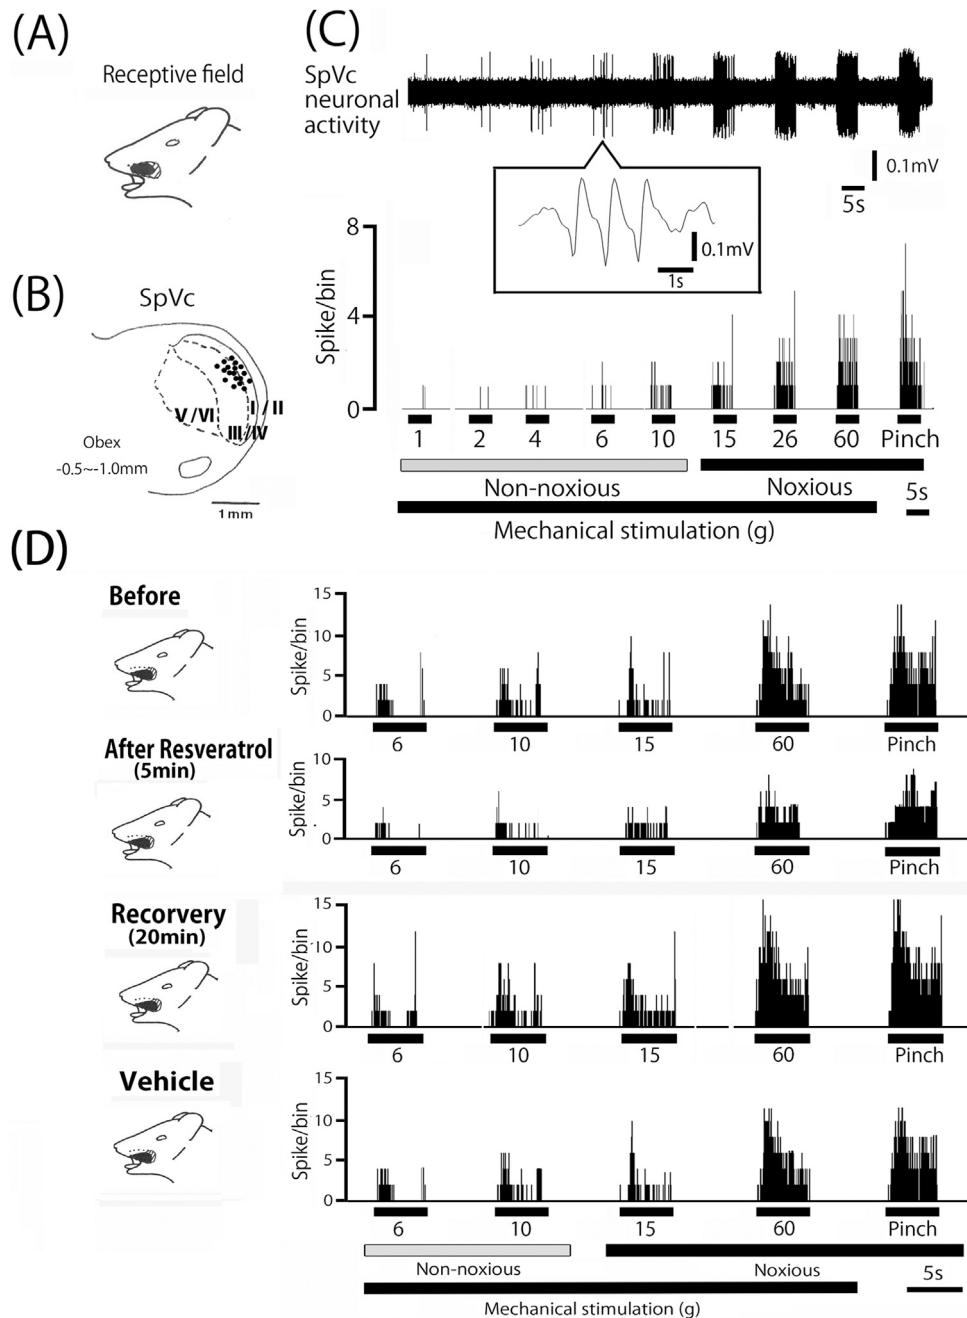 (A)
Receptive field
(B)
SpVc
V/VI
I/II
III/IV
Obex
-0.5~-1.0mm
1mm
(C)
SpVc
neuronal
activity
0.1mV
5s
0.1mV
1s
Spike/bin
8
4
0
1 2 4 6 10 15 26 60 Pinch
Non-noxious Noxious 5s
Mechanical stimulation (g)
(D)
Before
Spike/bin
15
10
5
0
6 10 15 60 Pinch
After Resveratrol
(5min)
Spike/bin
10
5
0
6 10 15 60 Pinch
Recorvery
(20min)
Spike/bin
15
10
5
0
6 10 15 60 Pinch
Vehicle
Spike/bin
15
10
5
0
6 10 15 60 Pinch
Non-noxious Noxious 5s
Mechanical stimulation (g)